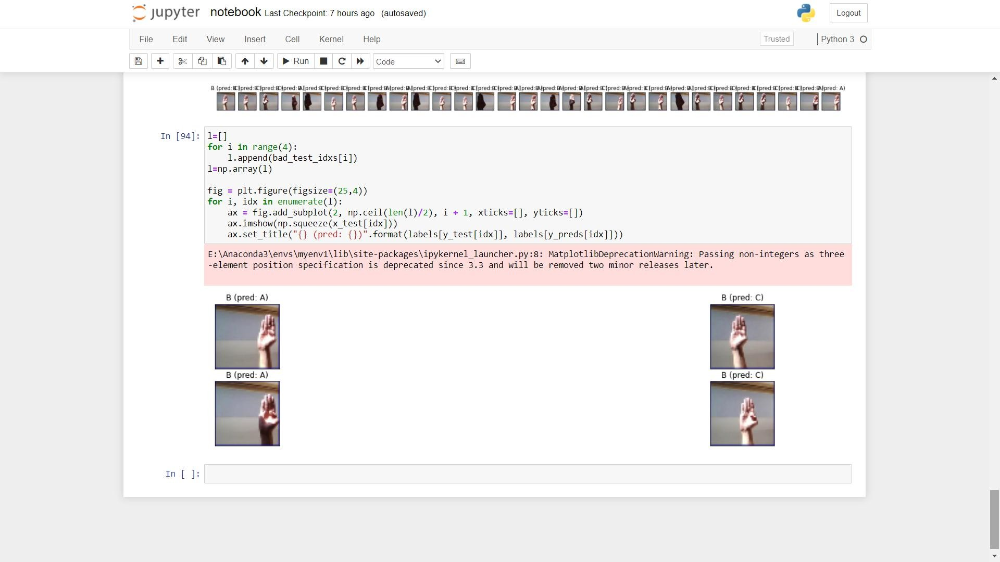 jupyter notebook Last Checkpoint: 7 hours ago (autosaved) Logout
File Edit View Insert Cell Kernel Help Trusted Python 3
Run Code
B (pred:
pred: A)
In [94]: l=[]
for i in range(4):
    l.append(bad_test_idxs[i])
l=np.array(l)
fig = plt.figure(figsize=(25,4))
for i, idx in enumerate(l):
    ax = fig.add_subplot(2, np.ceil(len(l)/2), i + 1, xticks=[], yticks=[])
    ax.imshow(np.squeeze(x_test[idx]))
    ax.set_title("{} (pred: {})".format(labels[y_test[idx]], labels[y_preds[idx]]))
E:\Anaconda3\envs\myenv1\lib\site-packages\ipykernel_launcher.py:8: MatplotlibDeprecationWarning: Passing non-integers as three
-element position specification is deprecated since 3.3 and will be removed two minor releases later.
B (pred: A) B (pred: C)
B (pred: A) B (pred: C)
In [ ]: